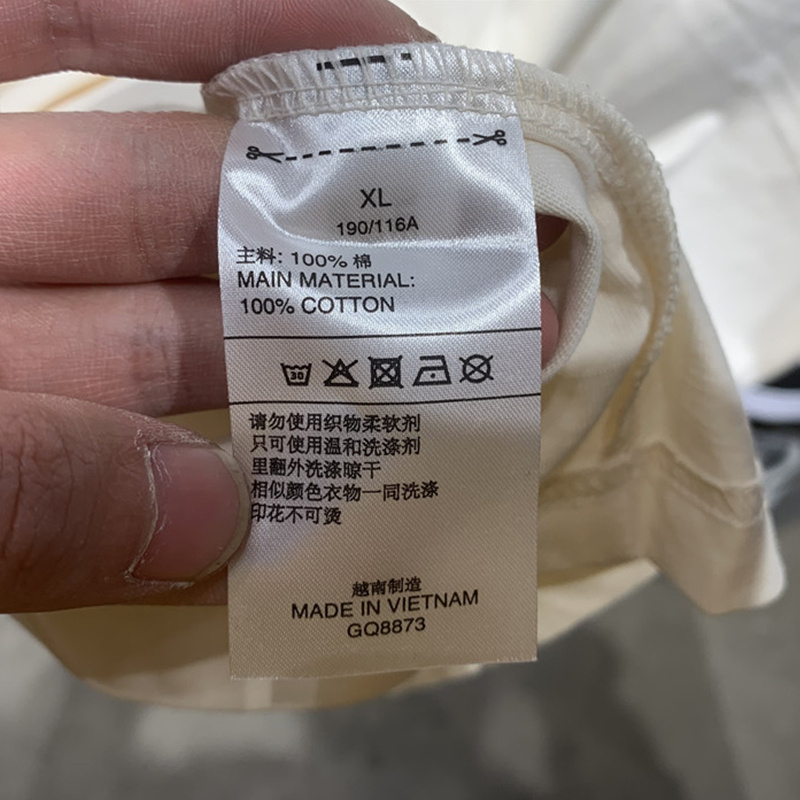 XL
190/116A
主料: 100% 棉
MAIN MATERIAL:
100% COTTON
30
请勿使用织物柔软剂
只可使用温和洗涤剂
里翻外洗涤晾干
相似颜色衣物一同洗涤
印花不可烫
越南制造
MADE IN VIETNAM
GQ8873